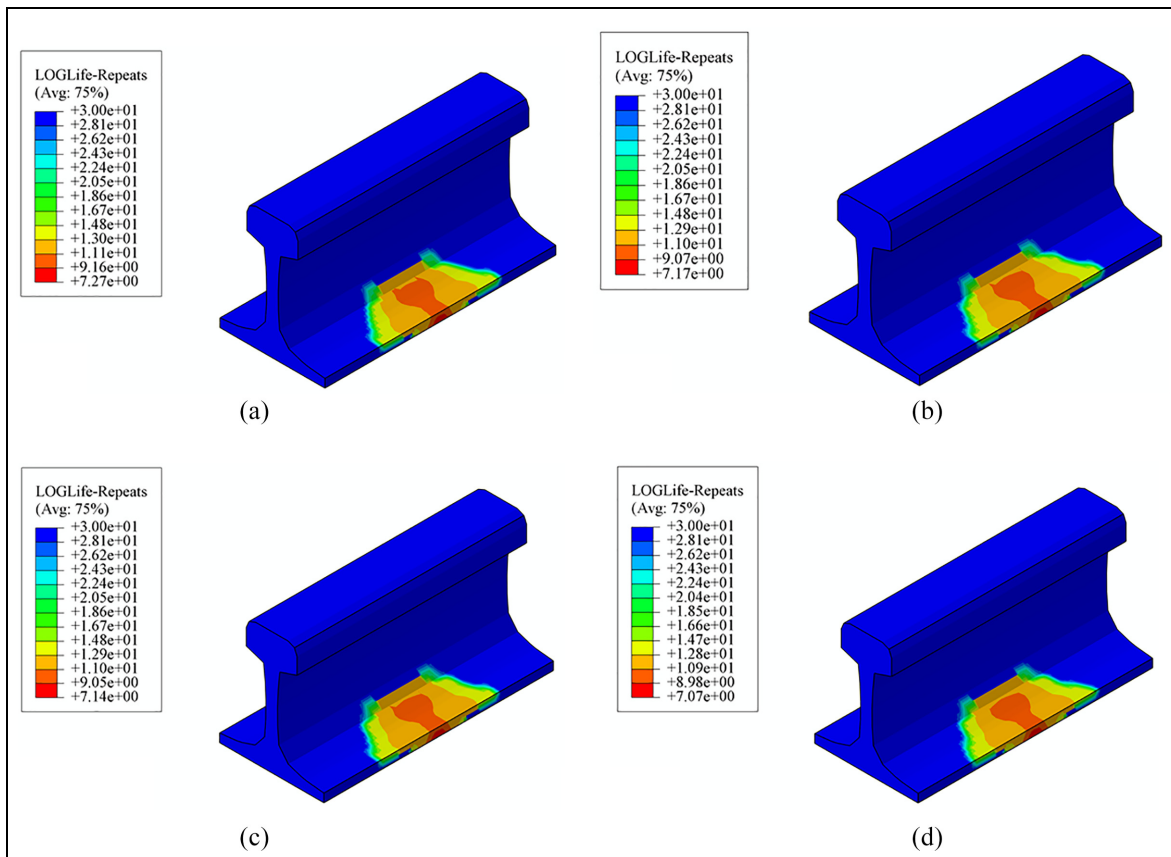 LOGLife-Repeats
(Avg: 75%)
+3.00e+01
+2.81e+01
+2.62e+01
+2.43e+01
+2.24e+01
+2.05e+01
+1.86e+01
+1.67e+01
+1.48e+01
+1.30e+01
+1.11e+01
+9.16e+00
+7.27e+00
(a)
LOGLife-Repeats
(Avg: 75%)
+3.00e+01
+2.81e+01
+2.62e+01
+2.43e+01
+2.24e+01
+2.05e+01
+1.86e+01
+1.67e+01
+1.48e+01
+1.29e+01
+1.10e+01
+9.07e+00
+7.17e+00
(b)
LOGLife-Repeats
(Avg: 75%)
+3.00e+01
+2.81e+01
+2.62e+01
+2.43e+01
+2.24e+01
+2.05e+01
+1.86e+01
+1.67e+01
+1.48e+01
+1.29e+01
+1.10e+01
+9.05e+00
+7.14e+00
(c)
LOGLife-Repeats
(Avg: 75%)
+3.00e+01
+2.81e+01
+2.62e+01
+2.43e+01
+2.24e+01
+2.04e+01
+1.85e+01
+1.66e+01
+1.47e+01
+1.28e+01
+1.09e+01
+8.98e+00
+7.07e+00
(d)